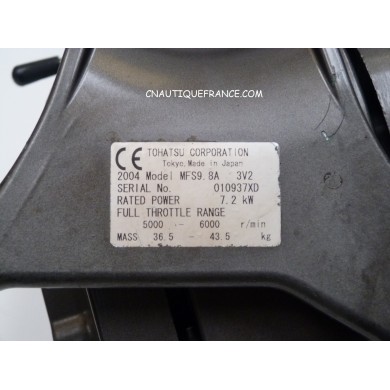 CNAUTIQUEFRANCE.COM
CE TOHATSU CORPORATION
Tokyo, Made in Japan
2004 Model MFS9.8A 3V2
SERIAL No. 010937XD
RATED POWER 7.2 kW
FULL THROTTLE RANGE
5000 - 6000 r/min
MASS 36.5 - 43.5 kg